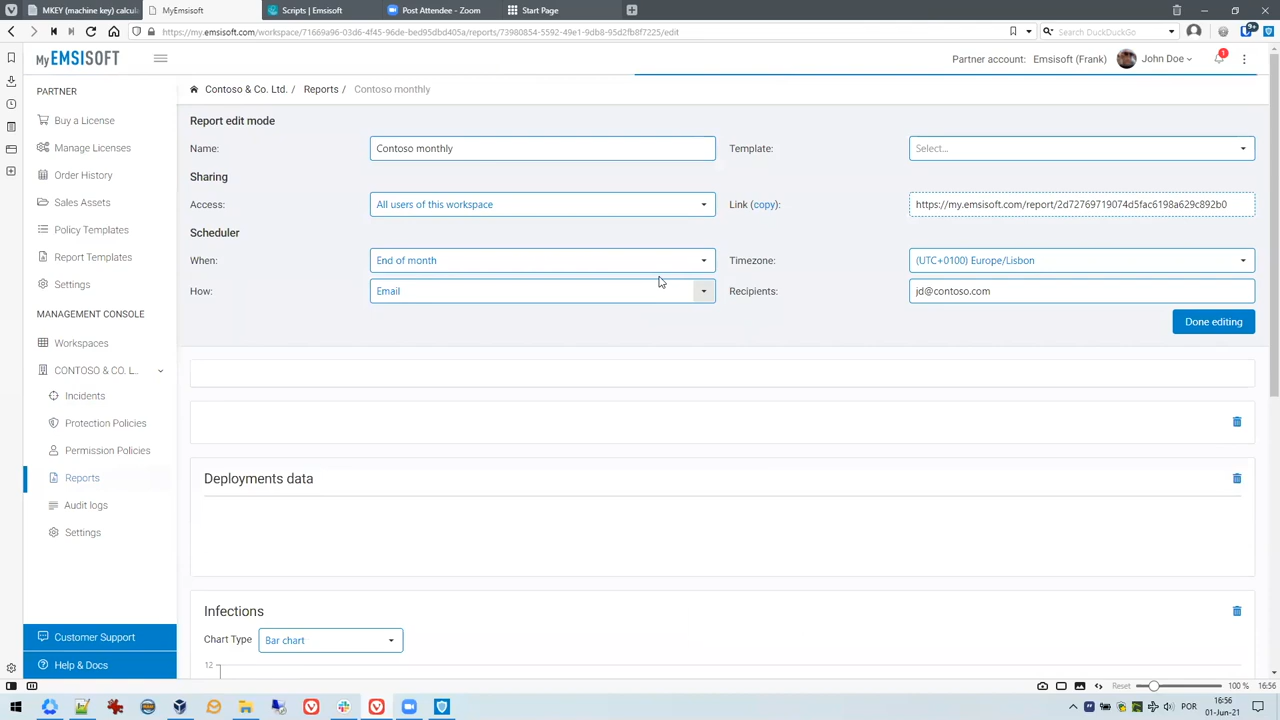 MKEY (machine key) calcul
MyEmsisoft
Scripts | Emsisoft
Post Attendee - Zoom
Start Page
https://my.emsisoft.com/workspace/71669a96-03d6-4f45-96de-bed95dbd405a/reports/73980854-5592-49e1-9db8-95d2fb8f7225/edit
Search DuckDuckGo
9+
My EMSISOFT
Partner account: Emsisoft (Frank)
John Doe
1
PARTNER
Buy a License
Manage Licenses
Order History
Sales Assets
Policy Templates
Report Templates
Settings
MANAGEMENT CONSOLE
Workspaces
CONTOSO & CO. L...
Incidents
Protection Policies
Permission Policies
Reports
Audit logs
Settings
Customer Support
Help & Docs
Contoso & Co. Ltd. / Reports / Contoso monthly
Report edit mode
Name: Contoso monthly
Template: Select...
Sharing
Access: All users of this workspace
Link (copy): https://my.emsisoft.com/report/2d72769719074d5fac6198a629c892b0
Scheduler
When: End of month
Timezone: (UTC+0100) Europe/Lisbon
How: Email
Recipients: jd@contoso.com
Done editing
Deployments data
Infections
Chart Type Bar chart
12
Reset 100 % 16:56
POR
16:56
01-Jun-21